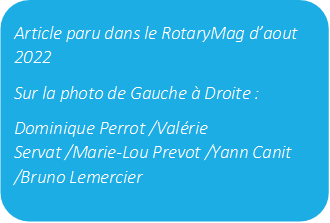 Article paru dans le RotaryMag d’aout
2022
Sur la photo de Gauche à Droite :
Dominique Perrot /Valérie
Servat /Marie-Lou Prevot /Yann Canit
/Bruno Lemercier